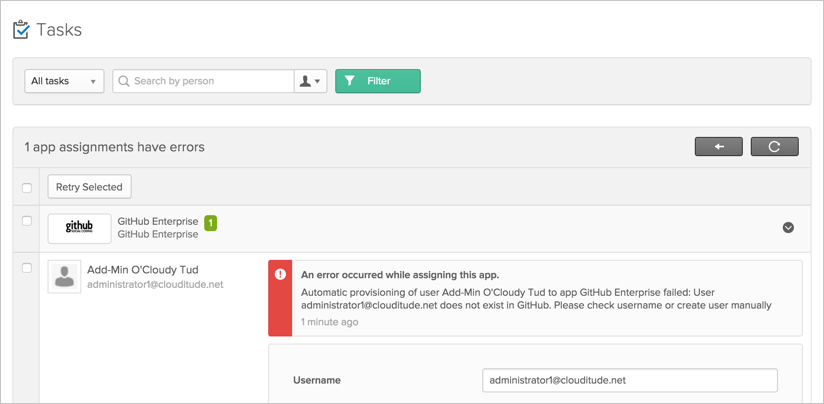 Tasks
All tasks
Search by person
Filter
1 app assignments have errors
Retry Selected
github
SOCIAL CODING
GitHub Enterprise
1
GitHub Enterprise
Add-Min O'Cloudy Tud
administrator1@clouditude.net
An error occurred while assigning this app.
Automatic provisioning of user Add-Min O'Cloudy Tud to app GitHub Enterprise failed: User
administrator1@clouditude.net does not exist in GitHub. Please check username or create user manually
1 minute ago
Username
administrator1@clouditude.net